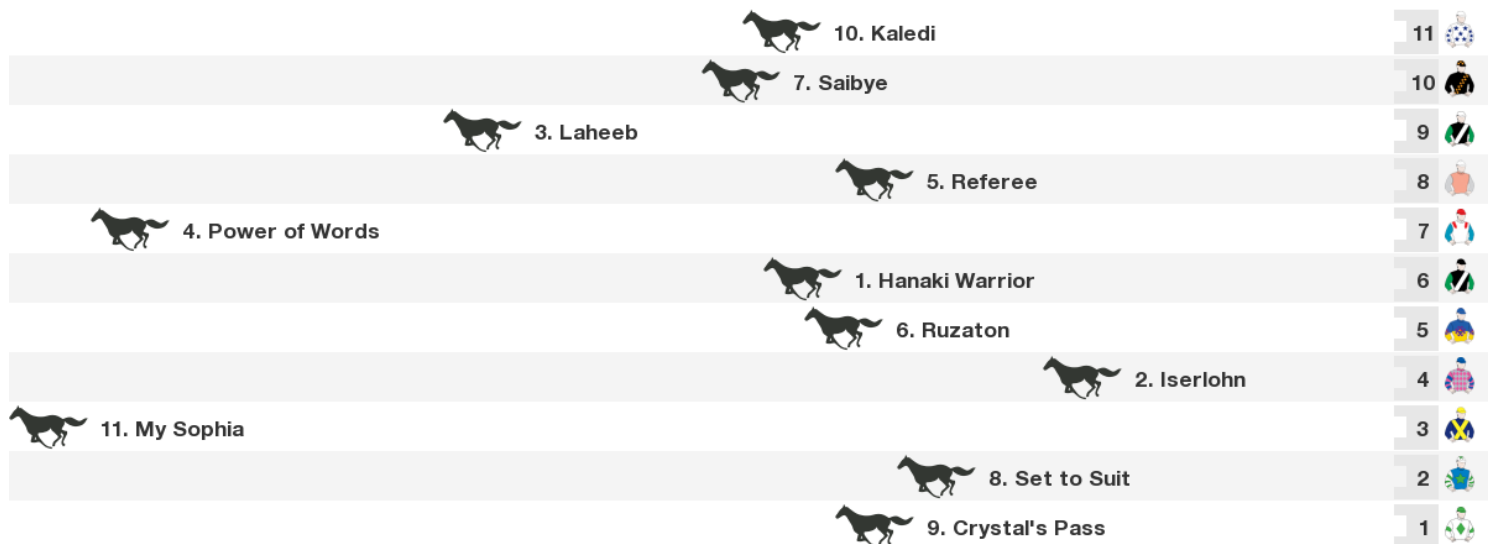 10. Kaledi 11
7. Saibye 10
3. Laheeb 9
5. Referee 8
4. Power of Words 7
1. Hanaki Warrior 6
6. Ruzaton 5
2. Iserlohn 4
11. My Sophia 3
8. Set to Suit 2
9. Crystal's Pass 1